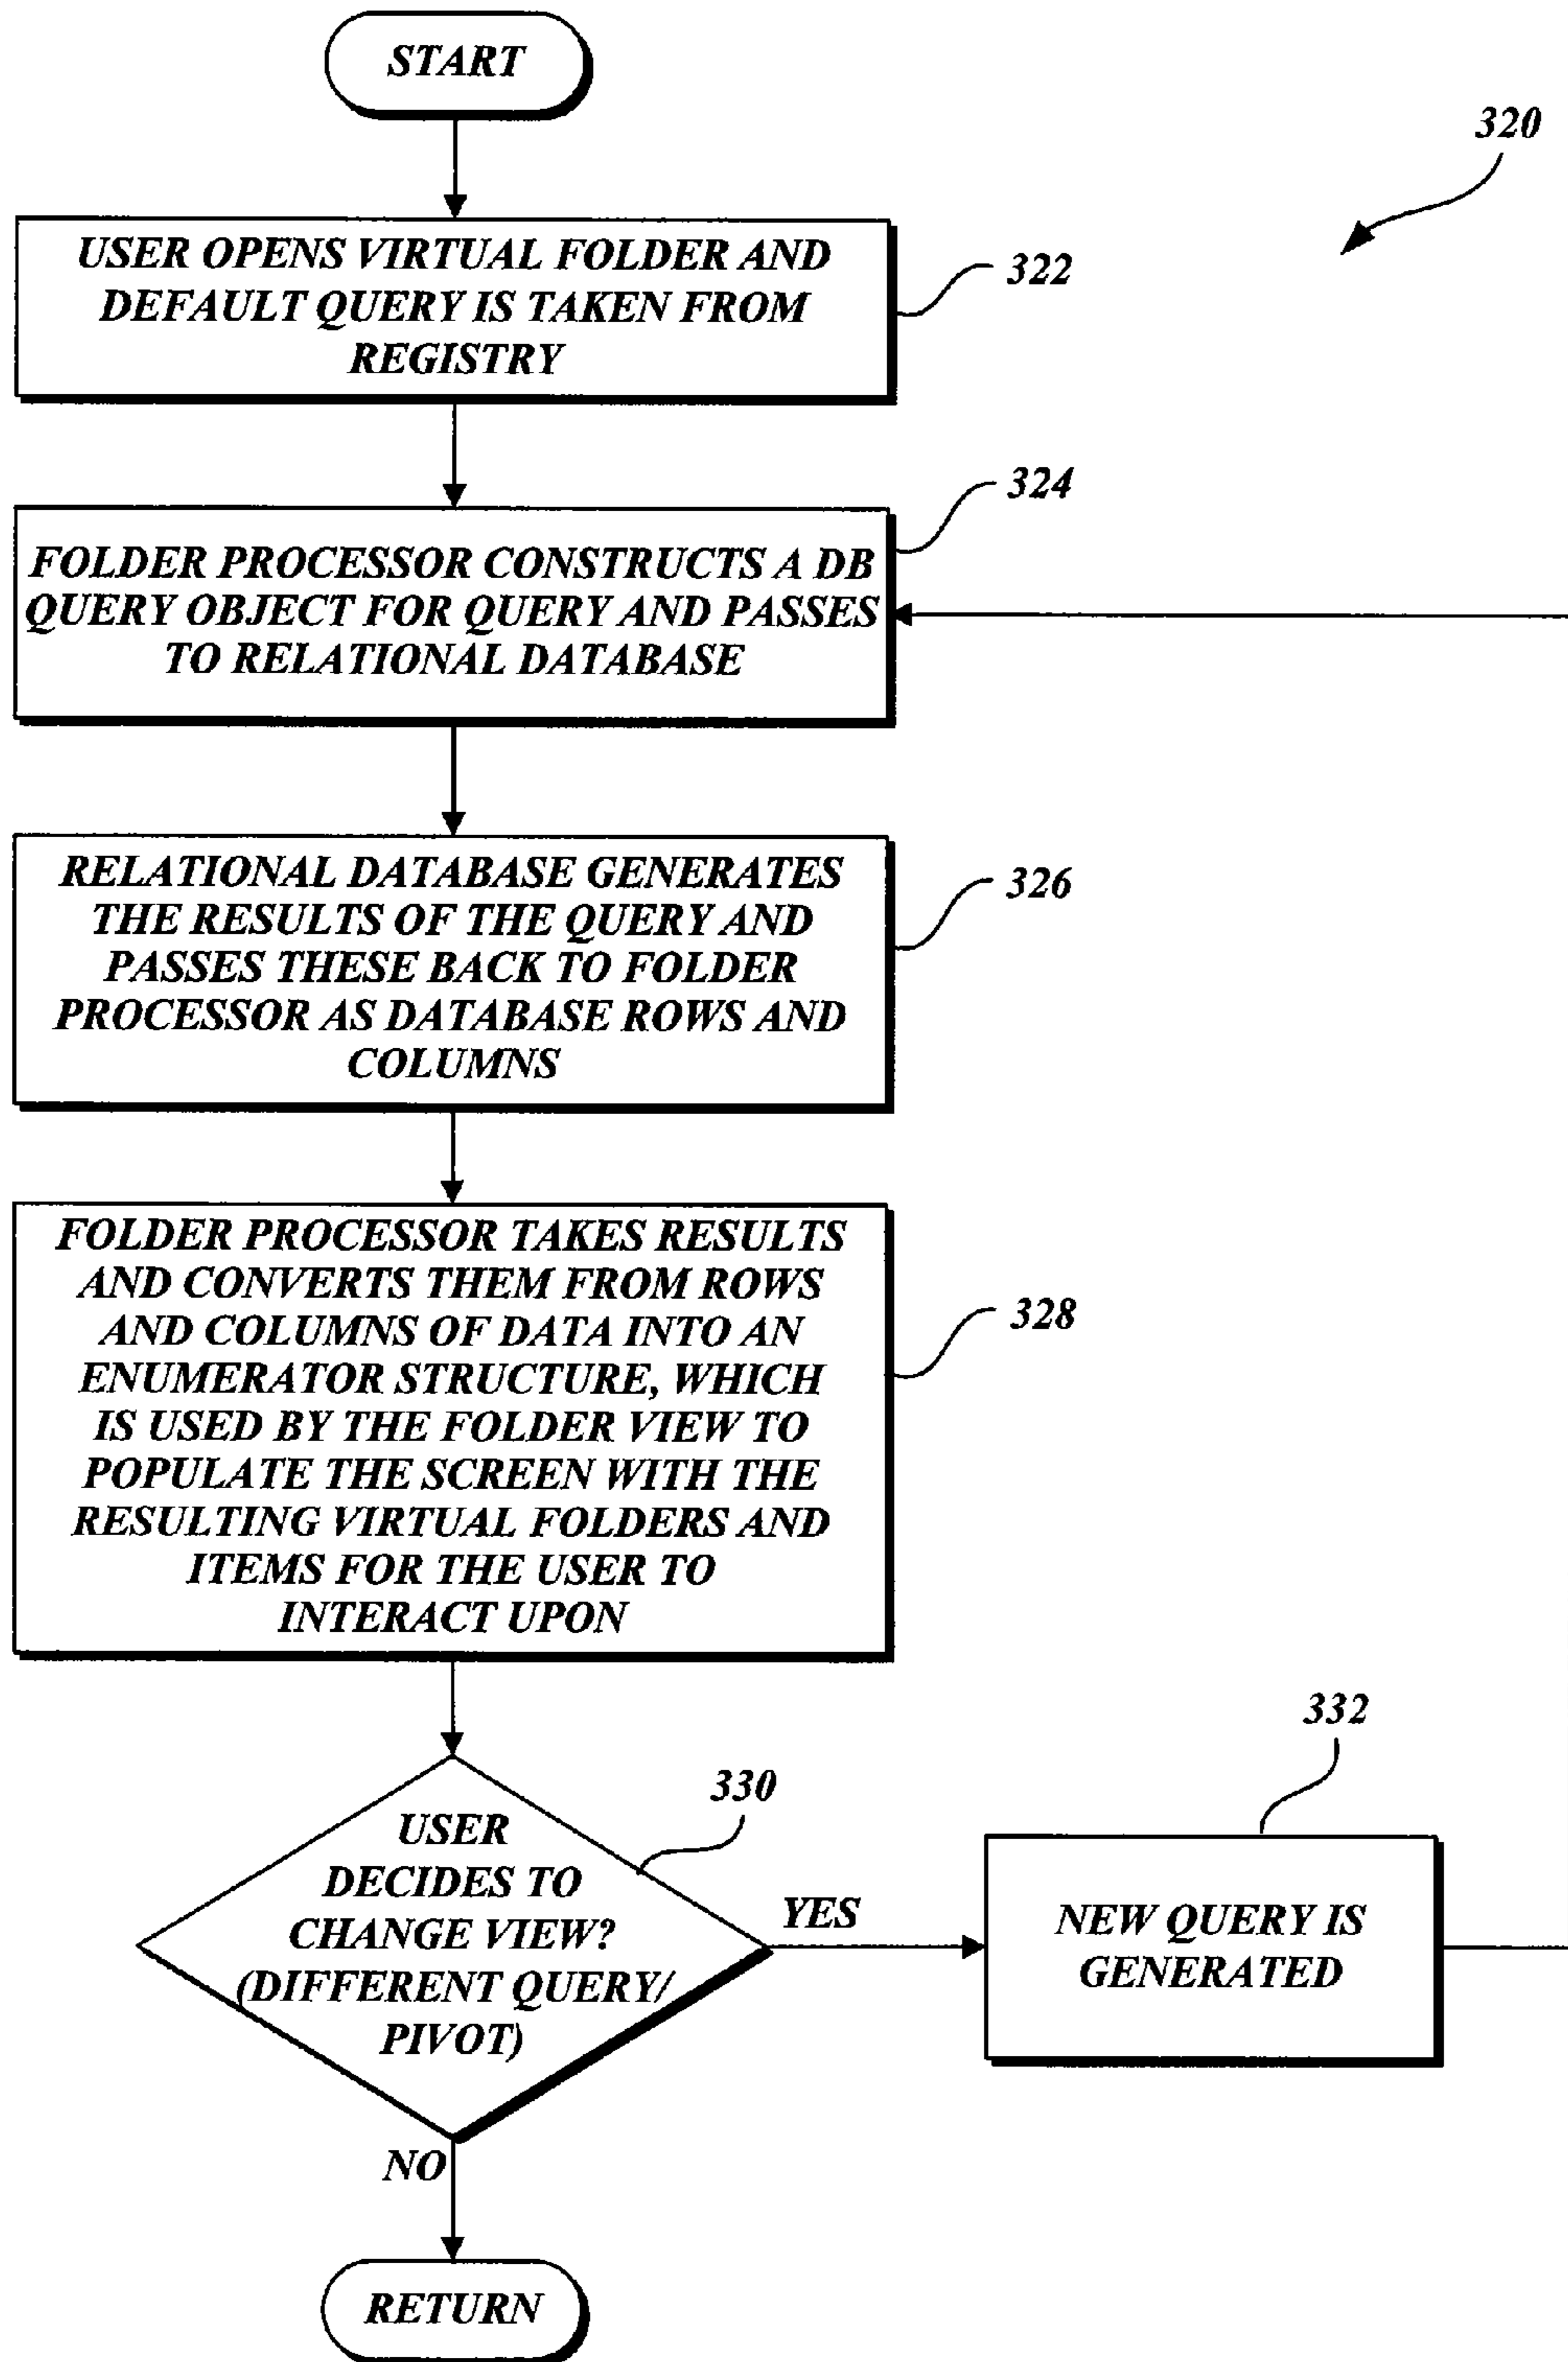 START
320
USER OPENS VIRTUAL FOLDER AND
DEFAULT QUERY IS TAKEN FROM
REGISTRY
322
324
FOLDER PROCESSOR CONSTRUCTS A DB
QUERY OBJECT FOR QUERY AND PASSES
TO RELATIONAL DATABASE
RELATIONAL DATABASE GENERATES
THE RESULTS OF THE QUERY AND
PASSES THESE BACK TO FOLDER
PROCESSOR AS DATABASE ROWS AND
COLUMNS
326
FOLDER PROCESSOR TAKES RESULTS
AND CONVERTS THEM FROM ROWS
AND COLUMNS OF DATA INTO AN
ENUMERATOR STRUCTURE, WHICH
IS USED BY THE FOLDER VIEW TO
POPULATE THE SCREEN WITH THE
RESULTING VIRTUAL FOLDERS AND
ITEMS FOR THE USER TO
INTERACT UPON
328
330
USER
DECIDES TO
CHANGE VIEW?
(DIFFERENT QUERY/
PIVOT)
YES
332
NEW QUERY IS
GENERATED
NO
RETURN